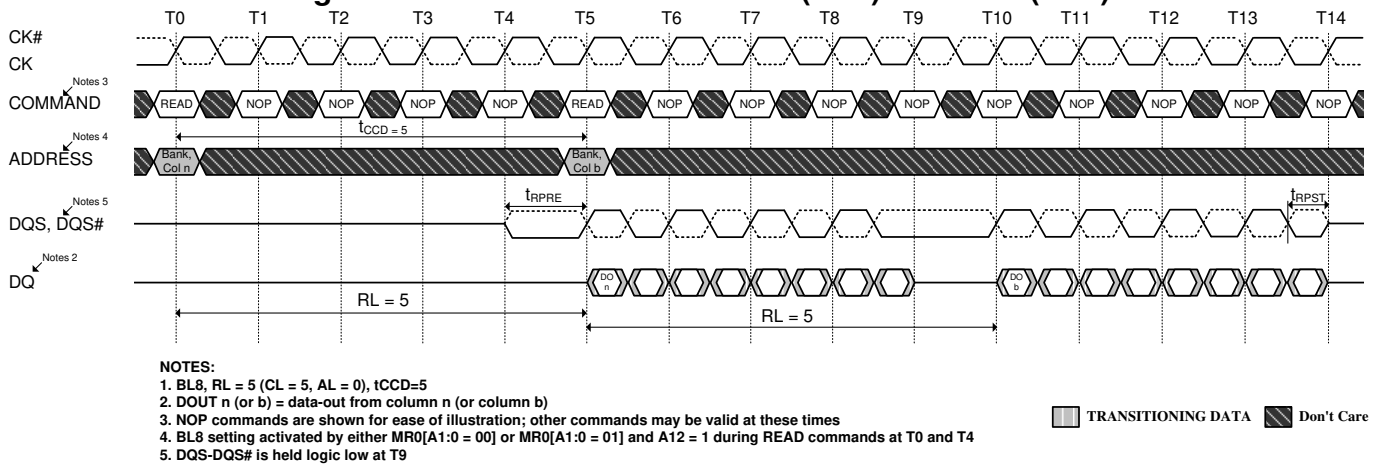 T0 T1 T2 T3 T4 T5 T6 T7 T8 T9 T10 T11 T12 T13 T14
CK#
CK
Notes 3
COMMAND READ NOP NOP NOP NOP READ NOP NOP NOP NOP NOP NOP NOP NOP NOP
tCCD = 5
Notes 4
ADDRESS
Bank, Col n
Bank, Col b
Notes 5
tRPRE
tRPST
DQS, DQS#
Notes 2
DQ
DO n
DO b
RL = 5
RL = 5
NOTES:
1. BL8, RL = 5 (CL = 5, AL = 0), tCCD=5
2. DOUT n (or b) = data-out from column n (or column b)
3. NOP commands are shown for ease of illustration; other commands may be valid at these times
4. BL8 setting activated by either MR0[A1:0 = 00] or MR0[A1:0 = 01] and A12 = 1 during READ commands at T0 and T4
5. DQS-DQS# is held logic low at T9
TRANSITIONING DATA
Don't Care